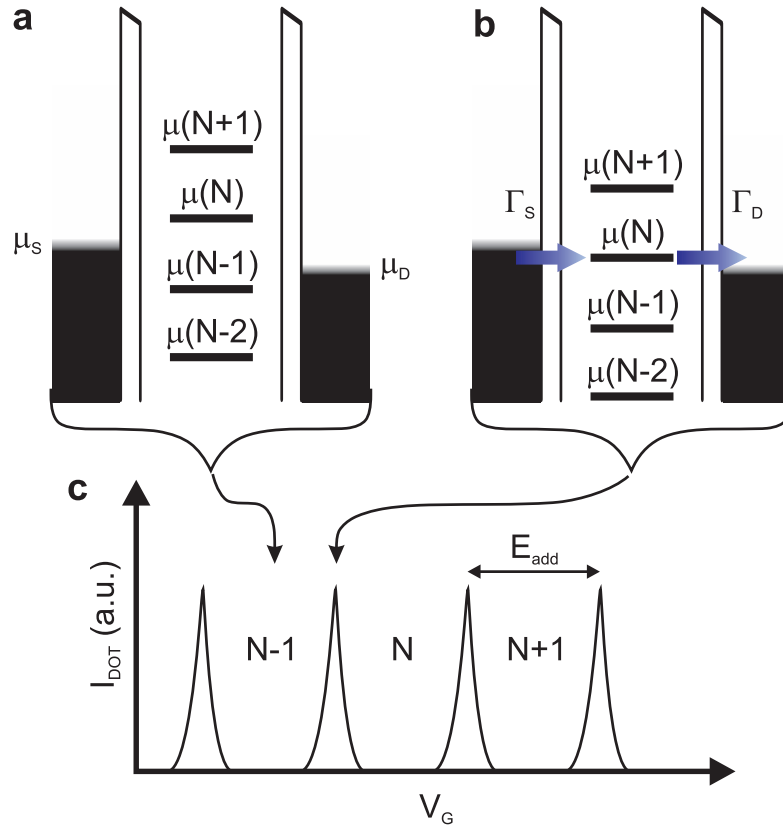 a
μ(N+1)
μ(N)
μ(N-1)
μ(N-2)
μS
μD
b
μ(N+1)
μ(N)
μ(N-1)
μ(N-2)
ΓS
ΓD
c
Eadd
N-1
N
N+1
IDOT (a.u.)
VG